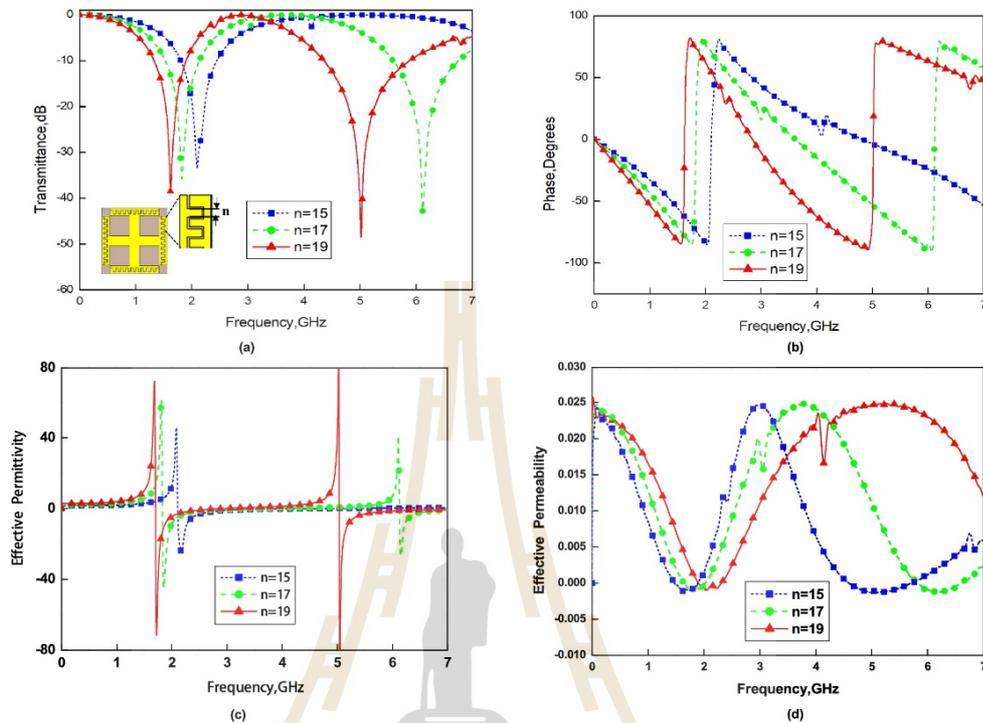 0
-10
-20
-30
-40
-50
-60
Transmittance,dB
n
n=15
n=17
n=19
0 1 2 3 4 5 6 7
Frequency,GHz
(a)
100
50
0
-50
-100
Phase,Degrees
n=15
n=17
n=19
0 1 2 3 4 5 6 7
Frequency,GHz
(b)
80
40
0
-40
-80
Effective Permittivity
n=15
n=17
n=19
0 1 2 3 4 5 6 7
Frequency,GHz
(c)
0.030
0.025
0.020
0.015
0.010
0.005
0.000
-0.005
-0.010
Effective Permeability
n=15
n=17
n=19
0 1 2 3 4 5 6 7
Frequency,GHz
(d)